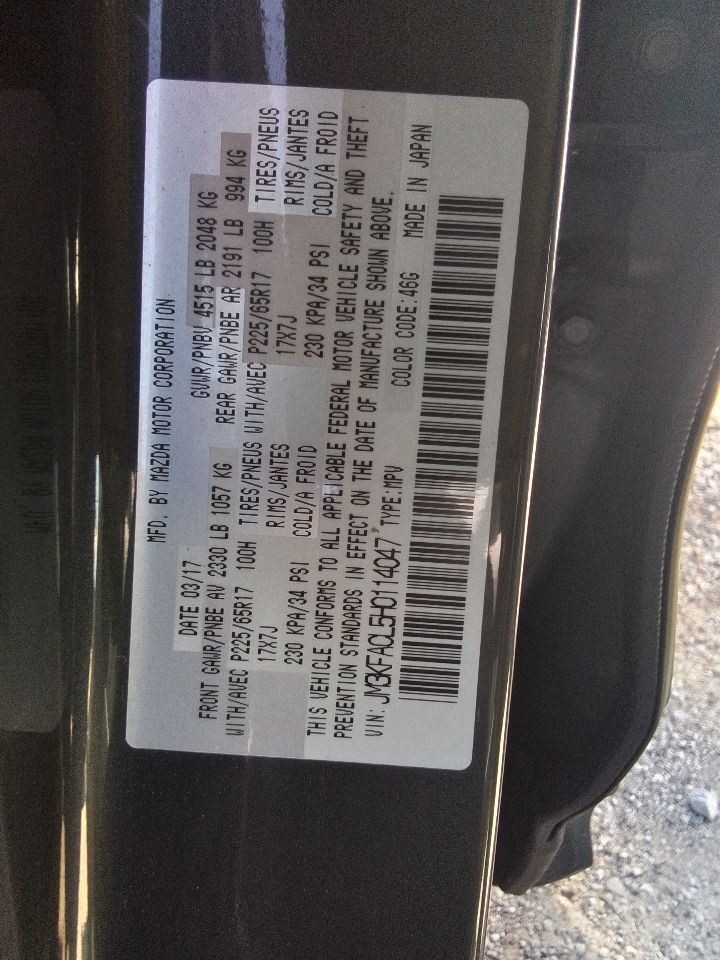 MFD. BY MAZDA MOTOR CORPORATION
DATE 03/17 GVWR/PNBV 4515 LB 2048 KG
FRONT GAWR/PNBE AV 2330 LB 1057 KG REAR GAWR/PNBE AR 2191 LB 994 KG
WITH/AVEC P225/65R17 100H TIRES/PNEUS WITH/AVEC P225/65R17 100H TIRES/PNEUS
17X7J RIMS/JANTES 17X7J RIMS/JANTES
230 KPA/34 PSI COLD/A FROID 230 KPA/34 PSI COLD/A FROID
THIS VEHICLE CONFORMS TO ALL APPLICABLE FEDERAL MOTOR VEHICLE SAFETY AND THEFT
PREVENTION STANDARDS IN EFFECT ON THE DATE OF MANUFACTURE SHOWN ABOVE.
VIN: JM3KFACL5H0114047 TYPE:MPV COLOR CODE:46G MADE IN JAPAN